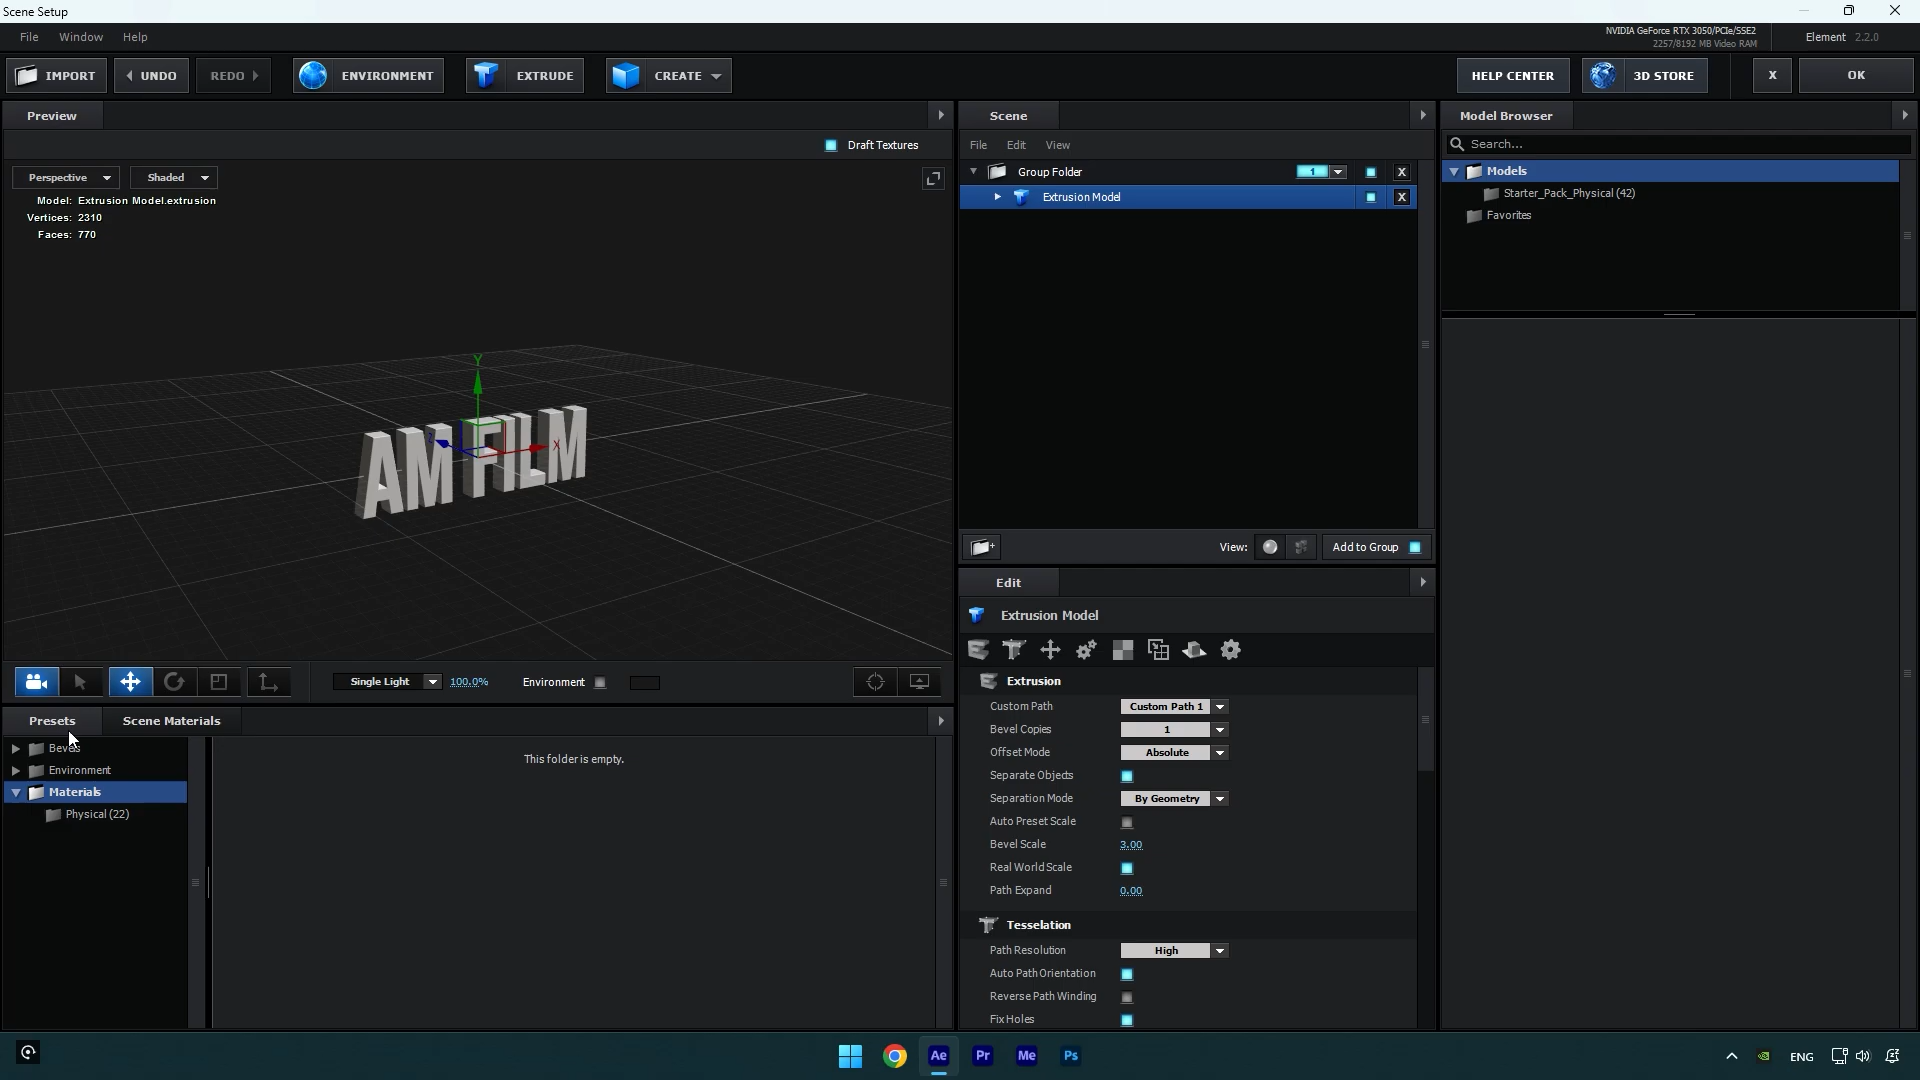 Scene Setup
File Window Help
NVIDIA GeForce RTX 3050/PCIe/SSE2
2257/8192 MB Video RAM
Element 2.2.0
IMPORT UNDO REDO ENVIRONMENT EXTRUDE CREATE HELP CENTER 3D STORE X OK
Preview
Draft Textures
Perspective Shaded
Model: Extrusion Model.extrusion
Vertices: 2310
Faces: 770
Y
Z
X
AM FILM
Single Light 100.0% Environment
Presets Scene Materials
Bevels
Environment
Materials
Physical (22)
This folder is empty.
Scene
File Edit View
Group Folder 1 X
Extrusion Model X
View: Add to Group
Edit
Extrusion Model
Extrusion
Custom Path Custom Path 1
Bevel Copies 1
Offset Mode Absolute
Separate Objects
Separation Mode By Geometry
Auto Preset Scale
Bevel Scale 3.00
Real World Scale
Path Expand 0.00
Tesselation
Path Resolution High
Auto Path Orientation
Reverse Path Winding
Fix Holes
Model Browser
Search...
Models
Starter_Pack_Physical (42)
Favorites
Ae Pr Me Ps
ENG